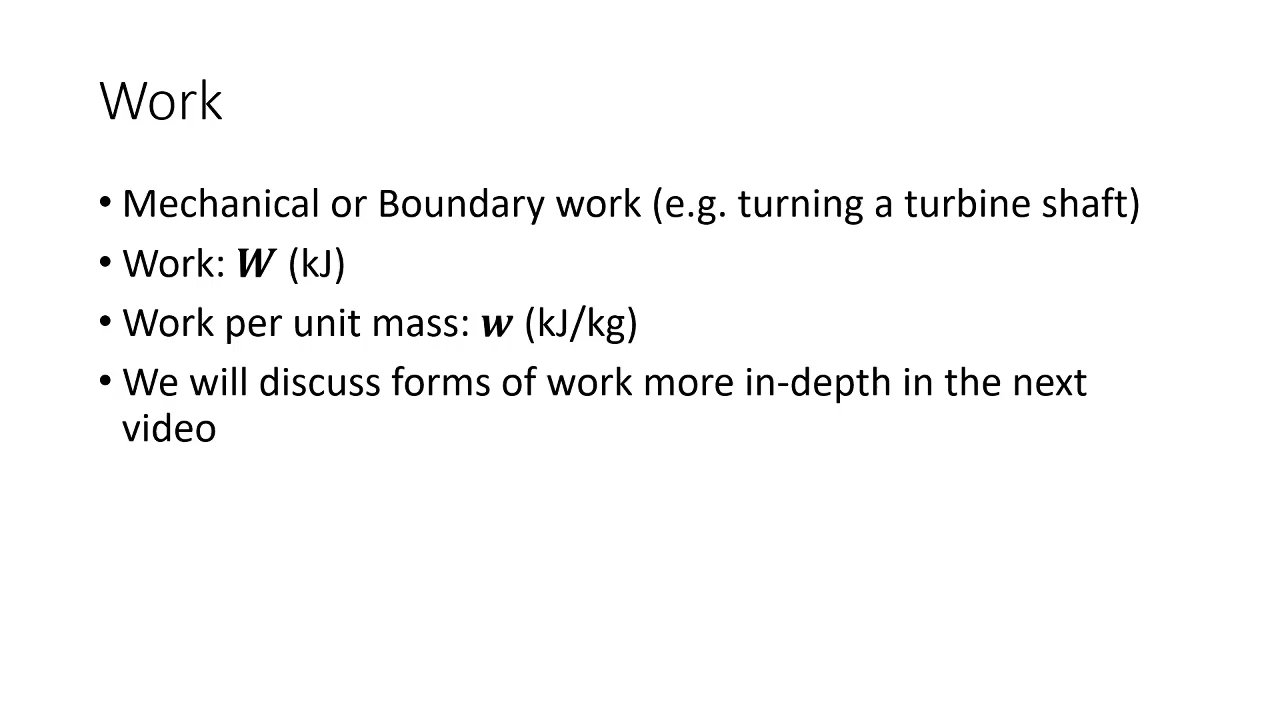 Work
• Mechanical or Boundary work (e.g. turning a turbine shaft)
• Work: W (kJ)
• Work per unit mass: w (kJ/kg)
• We will discuss forms of work more in-depth in the next
video